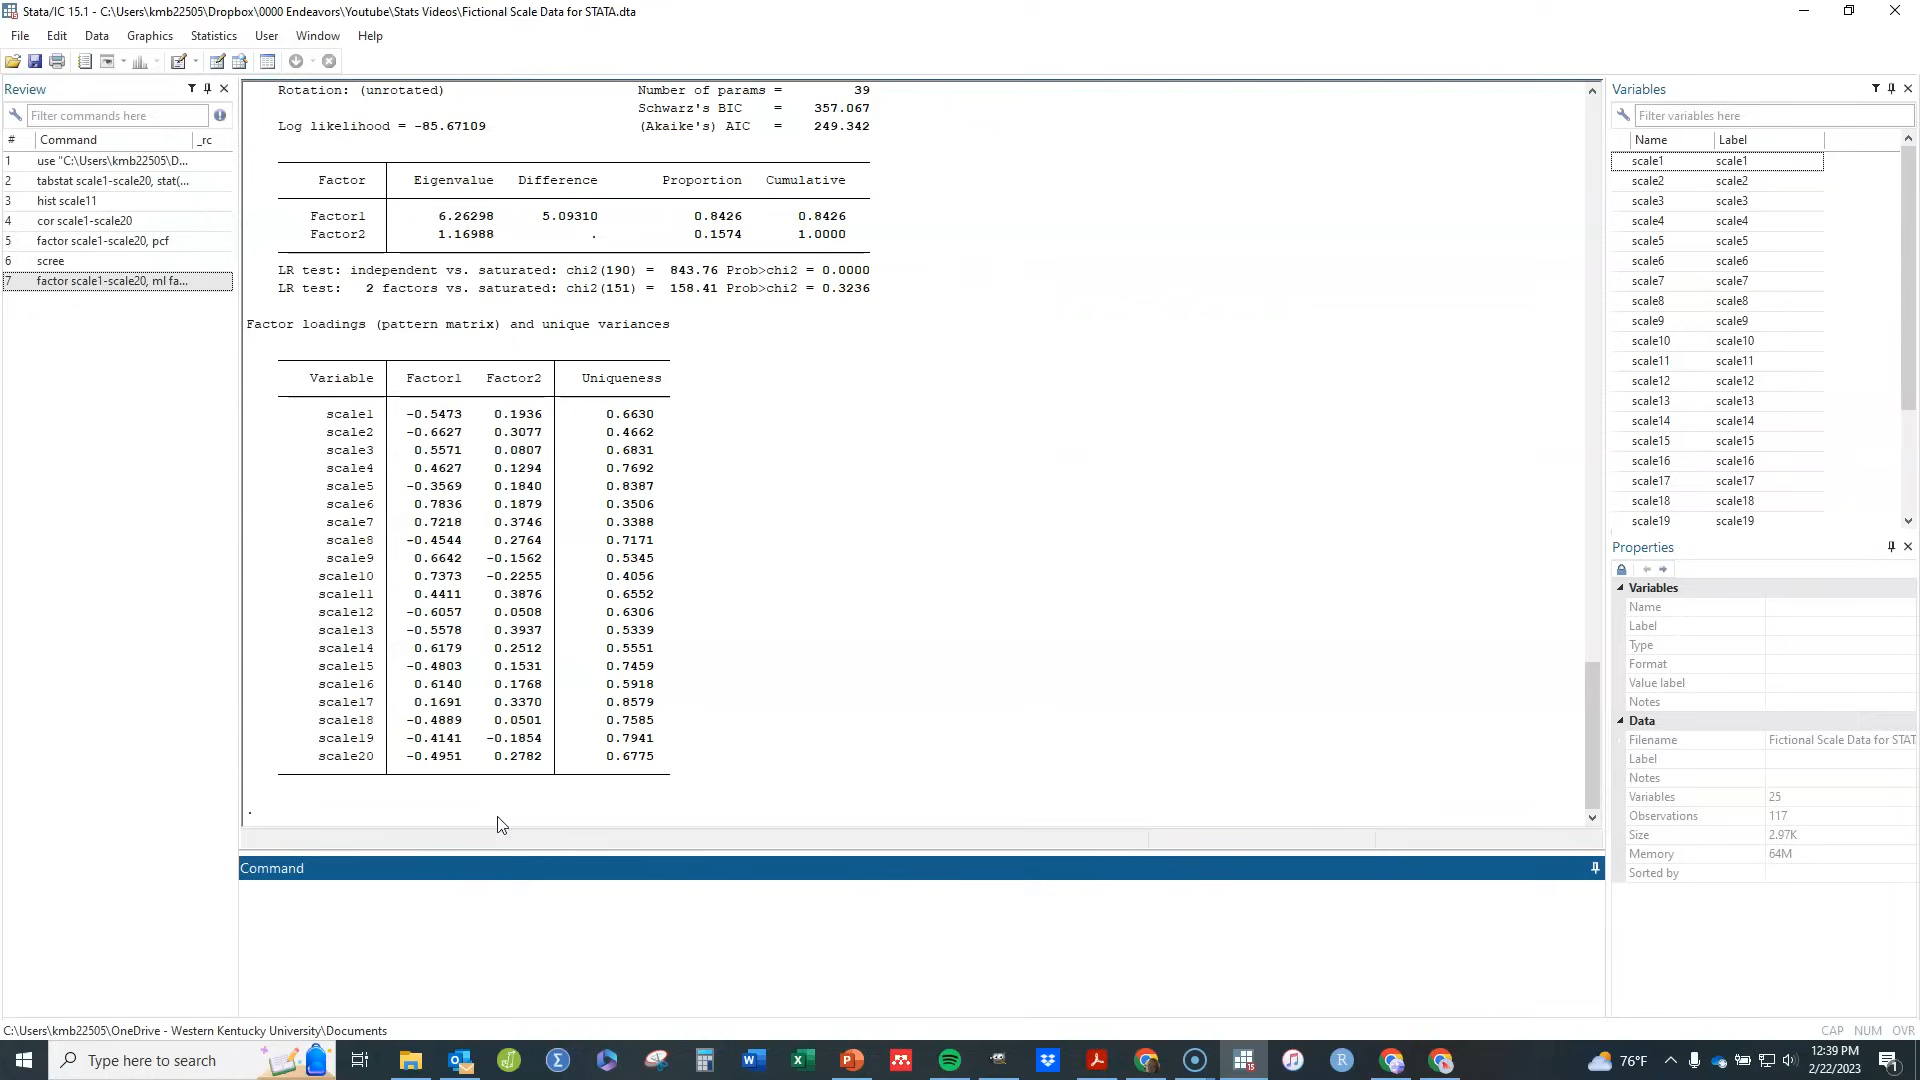 Stata/IC 15.1 - C:\Users\kmb22505\Dropbox\0000 Endeavors\Youtube\Stats Videos\Fictional Scale Data for STATA.dta
File Edit Data Graphics Statistics User Window Help
Review
Filter commands here
# Command _rc
1 use "C:\Users\kmb22505\D...
2 tabstat scale1-scale20, stat(...
3 hist scale11
4 cor scale1-scale20
5 factor scale1-scale20, pcf
6 scree
7 factor scale1-scale20, ml fa...
Rotation: (unrotated) Number of params = 39
Schwarz's BIC = 357.067
Log likelihood = -85.67109 (Akaike's) AIC = 249.342
Factor Eigenvalue Difference Proportion Cumulative
Factor1 6.26298 5.09310 0.8426 0.8426
Factor2 1.16988 . 0.1574 1.0000
LR test: independent vs. saturated: chi2(190) = 843.76 Prob>chi2 = 0.0000
LR test: 2 factors vs. saturated: chi2(151) = 158.41 Prob>chi2 = 0.3236
Factor loadings (pattern matrix) and unique variances
Variable Factor1 Factor2 Uniqueness
scale1 -0.5473 0.1936 0.6630
scale2 -0.6627 0.3077 0.4662
scale3 0.5571 0.0807 0.6831
scale4 0.4627 0.1294 0.7692
scale5 -0.3569 0.1840 0.8387
scale6 0.7836 0.1879 0.3506
scale7 0.7218 0.3746 0.3388
scale8 -0.4544 0.2764 0.7171
scale9 0.6642 -0.1562 0.5345
scale10 0.7373 -0.2255 0.4056
scale11 0.4411 0.3876 0.6552
scale12 -0.6057 0.0508 0.6306
scale13 -0.5578 0.3937 0.5339
scale14 0.6179 0.2512 0.5551
scale15 -0.4803 0.1531 0.7459
scale16 0.6140 0.1768 0.5918
scale17 0.1691 0.3370 0.8579
scale18 -0.4889 0.0501 0.7585
scale19 -0.4141 -0.1854 0.7941
scale20 -0.4951 0.2782 0.6775
.
Command
Variables
Filter variables here
Name Label
scale1 scale1
scale2 scale2
scale3 scale3
scale4 scale4
scale5 scale5
scale6 scale6
scale7 scale7
scale8 scale8
scale9 scale9
scale10 scale10
scale11 scale11
scale12 scale12
scale13 scale13
scale14 scale14
scale15 scale15
scale16 scale16
scale17 scale17
scale18 scale18
scale19 scale19
Properties
Variables
Name
Label
Type
Format
Value label
Notes
Data
Filename Fictional Scale Data for STAT
Label
Notes
Variables 25
Observations 117
Size 2.97K
Memory 64M
Sorted by
C:\Users\kmb22505\OneDrive - Western Kentucky University\Documents
CAP NUM OVR
Type here to search
76°F
12:39 PM
2/22/2023